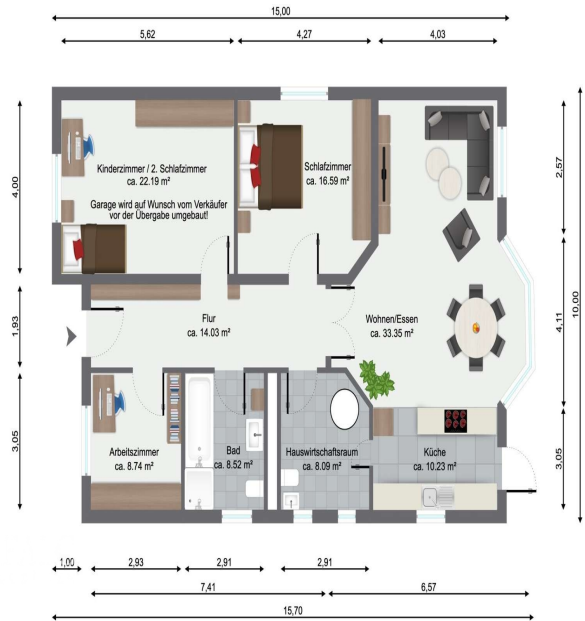 15,00
5,62
4,27
4,03
4,00
Kinderzimmer / 2. Schlafzimmer
ca. 22.19 m²
Garage wird auf Wunsch vom Verkäufer
vor der Übergabe umgebaut!
Schlafzimmer
ca. 16.59 m²
2,57
1,93
Flur
ca. 14.03 m²
Wohnen/Essen
ca. 33.35 m²
4,11
10,00
3,05
Arbeitszimmer
ca. 8.74 m²
Bad
ca. 8.52 m²
Hauswirtschaftsraum
ca. 8.09 m²
Küche
ca. 10.23 m²
3,05
1,00
2,93
2,91
2,91
7,41
6,57
15,70